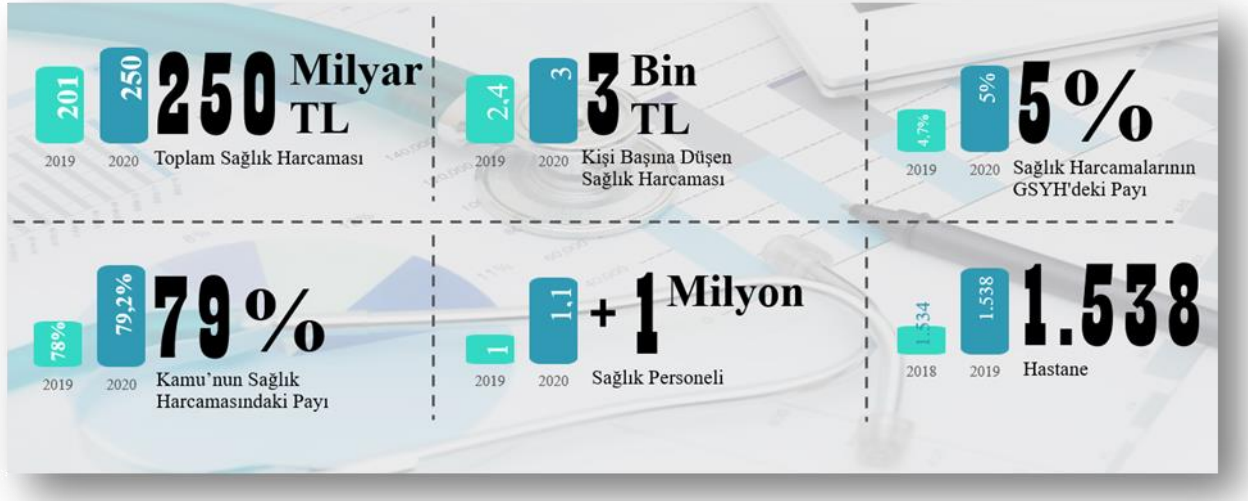 201
250
250 Milyar
TL
2019
2020
Toplam Sağlık Harcaması
2.4
3
3 Bin
TL
2019
2020
Kişi Başına Düşen
Sağlık Harcaması
4,7%
5%
5%
2019
2020
Sağlık Harcamalarının
GSYH'deki Payı
78%
79,2%
79%
2019
2020
Kamu’nun Sağlık
Harcamasındaki Payı
1
1.1
+ 1 Milyon
2019
2020
Sağlık Personeli
1.534
1.538
1.538
2018
2019
Hastane